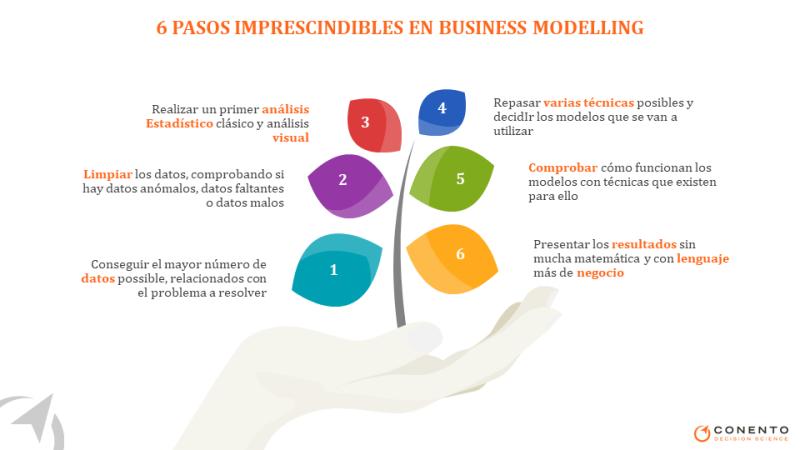 6 PASOS IMPRESCINDIBLES EN BUSINESS MODELLING
1
Conseguir el mayor número de
datos possible, relacionados con
el problema a resolver
2
Limpiar los datos, comprobando si
hay datos anómalos, datos faltantes
o datos malos
3
Realizar un primer análisis
Estadístico clásico y análisis
visual
4
Repasar varias técnicas posibles y
decidIr los modelos que se van a
utilizar
5
Comprobar cómo funcionan los
modelos con técnicas que existen
para ello
6
Presentar los resultados sin
mucha matemática y con lenguaje
más de negocio
CONENTO
DECISION SCIENCE